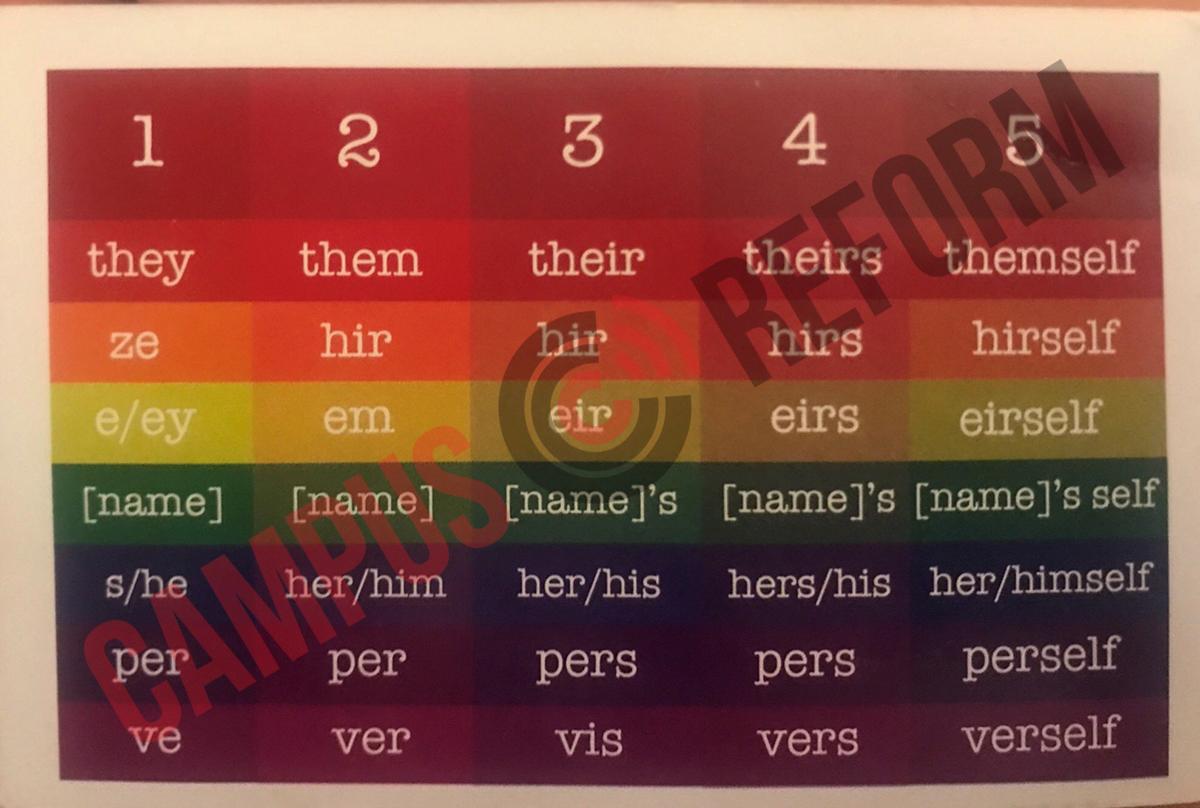 1 2 3 4 5
they them their theirs themself
ze hir hir hirs hirself
e/ey em eir eirs eirself
[name] [name] [name]'s [name]'s [name]'s self
s/he her/him her/his hers/his her/himself
per per pers pers perself
ve ver vis vers verself
CAMPUS REFORM